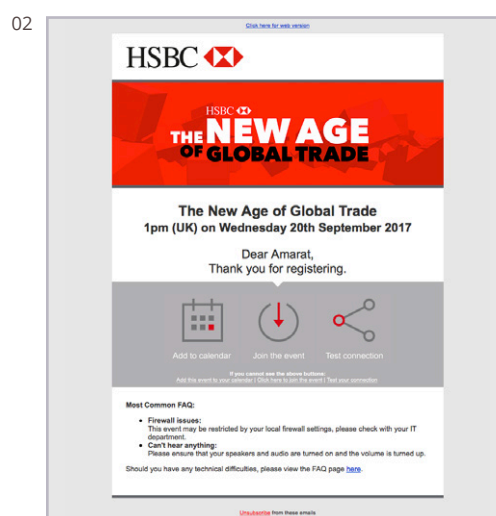 02
Click here for web version
HSBC
HSBC
THE NEW AGE
OF GLOBAL TRADE
The New Age of Global Trade
1pm (UK) on Wednesday 20th September 2017
Dear Amarat,
Thank you for registering.
Add to calendar Join the event Test connection
If you cannot see the above buttons:
Add this event to your calendar | Click here to join the event | Test your connection
Most Common FAQ:
• Firewall issues:
This event may be restricted by your local firewall settings, please check with your IT
department.
• Can't hear anything:
Please ensure that your speakers and audio are turned on and the volume is turned up.
Should you have any technical difficulties, please view the FAQ page here.
Unsubscribe from these emails